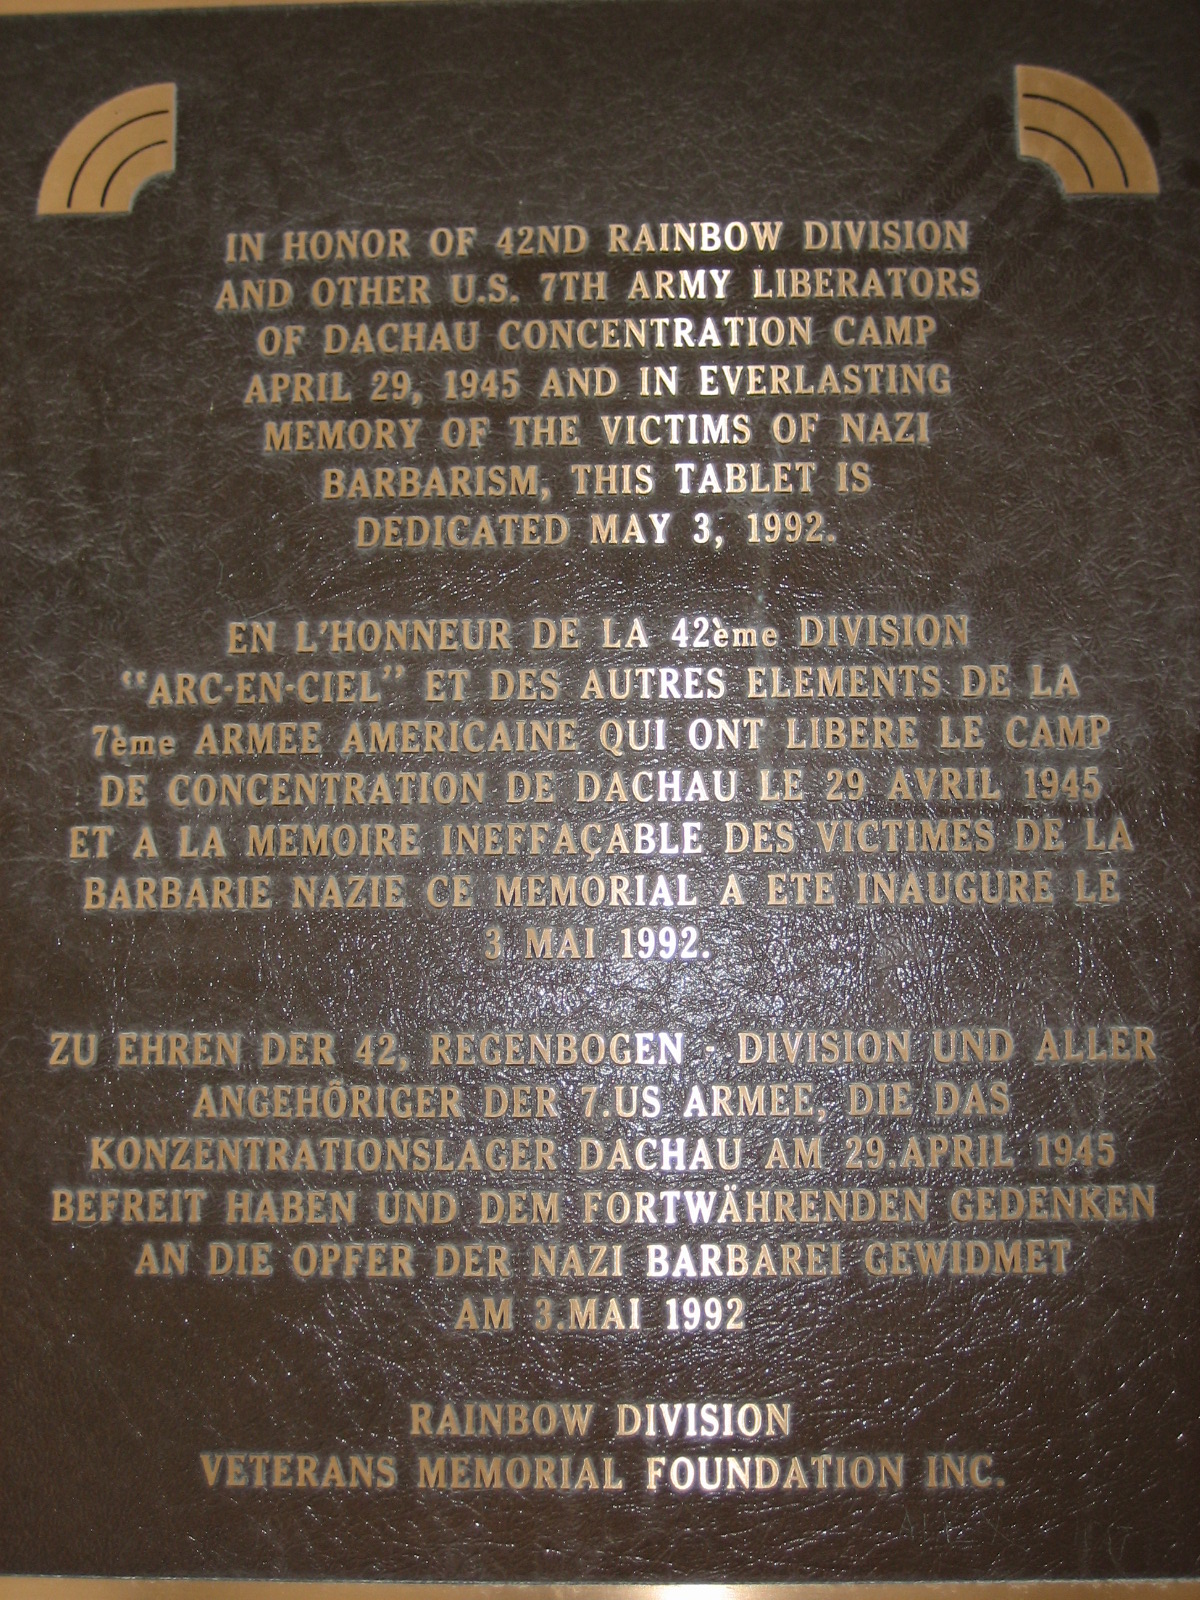 IN HONOR OF 42ND RAINBOW DIVISION
AND OTHER U.S. 7TH ARMY LIBERATORS
OF DACHAU CONCENTRATION CAMP
APRIL 29, 1945 AND IN EVERLASTING
MEMORY OF THE VICTIMS OF NAZI
BARBARISM, THIS TABLET IS
DEDICATED MAY 3, 1992.
EN L'HONNEUR DE LA 42ème DIVISION
"ARC-EN-CIEL" ET DES AUTRES ELEMENTS DE LA
7ème ARMEE AMERICAINE QUI ONT LIBERE LE CAMP
DE CONCENTRATION DE DACHAU LE 29 AVRIL 1945
ET A LA MEMOIRE INEFFAÇABLE DES VICTIMES DE LA
BARBARIE NAZIE CE MEMORIAL A ETE INAUGURE LE
3 MAI 1992.
ZU EHREN DER 42, REGENBOGEN - DIVISION UND ALLER
ANGEHÖRIGER DER 7.US ARMEE, DIE DAS
KONZENTRATIONSLAGER DACHAU AM 29.APRIL 1945
BEFREIT HABEN UND DEM FORTWÄHRENDEN GEDENKEN
AN DIE OPFER DER NAZI BARBAREI GEWIDMET
AM 3.MAI 1992
RAINBOW DIVISION
VETERANS MEMORIAL FOUNDATION INC.